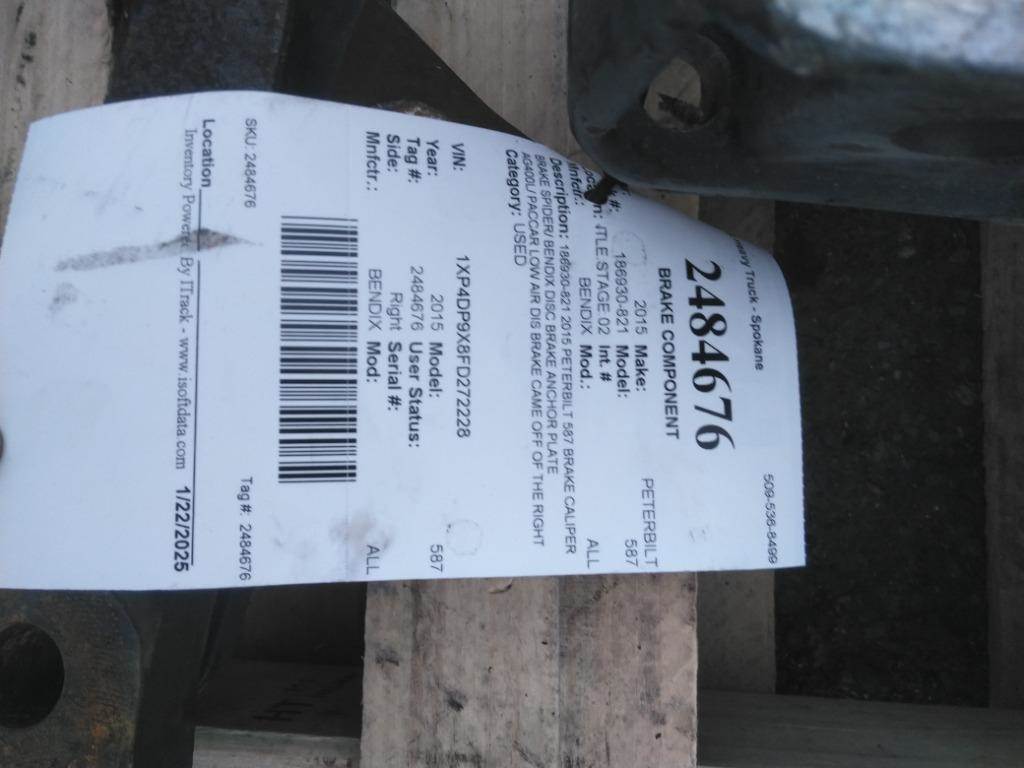 Truck - Spokane 509-536-8499
2484676
BRAKE COMPONENT
2015 Make: PETERBILT
#: 186930-821 Model: 587
TLE.STAGE 02 Int. #
Mnfctr.: BENDIX Mod.: ALL
Description: 186930-821 2015 PETERBILT 587 BRAKE CALIPER
BRAKE SPIDER/ BENDIX DISC BRAKE ANCHOR PLATE
AG400L/ PACCAR LOW AIR DIS BRAKE CAME OFF OF THE RIGHT
Category: USED
VIN: 1XP4DP9X8FD272228
Year: 2015 Model: 587
Tag #: 2484676 User Status:
Side: Right Serial #:
Mnfctr.: BENDIX Mod: ALL
SKU: 2484676 Tag #: 2484676
Location
Inventory Powered By ITrack - www.isoftdata.com 1/22/2025